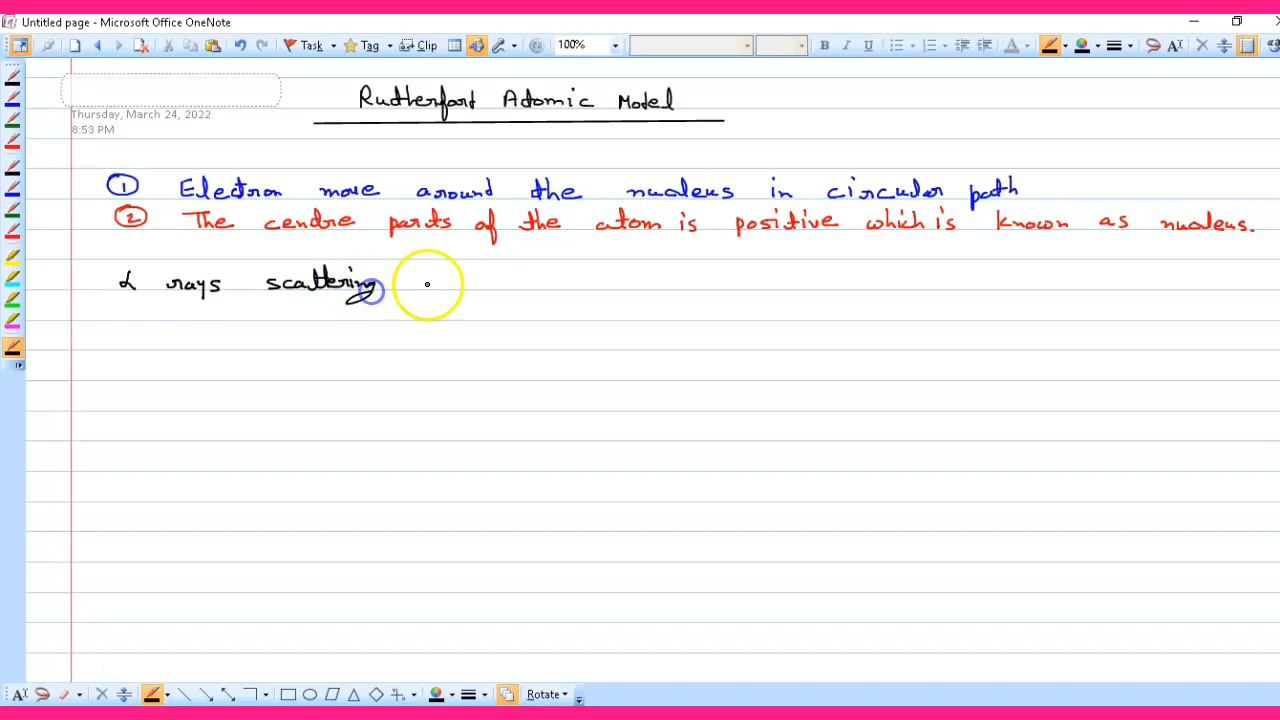 Untitled page - Microsoft Office OneNote
Task Tag Clip 100% B I U A
Rutherfort Atomic Model
Thursday, March 24, 2022
8:53 PM
① Electron move around the nucleus in circular path
② The centre parts of the atom is positive which is known as nucleus.
α rays scattering
Rotate